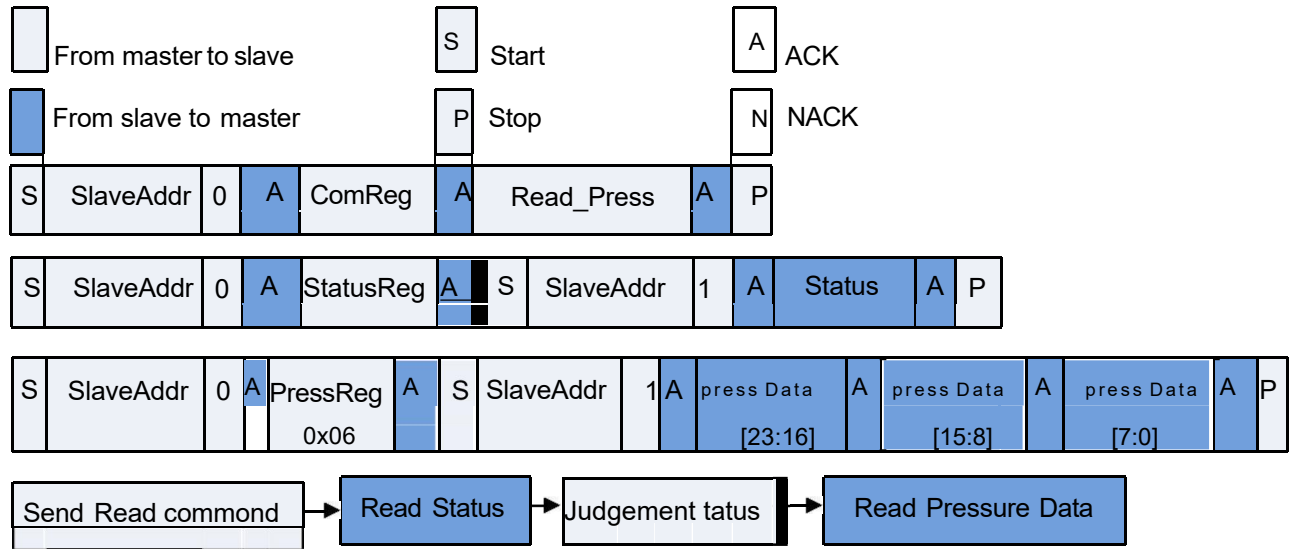 From master to slave S Start A ACK
From slave to master P Stop N NACK
S SlaveAddr 0 A ComReg A Read_Press A P
S SlaveAddr 0 A StatusReg A S SlaveAddr 1 A Status A P
S SlaveAddr 0 A PressReg A S SlaveAddr 1 A press Data A press Data A press Data A P
0x06 [23:16] [15:8] [7:0]
Send Read commond Read Status Judgement tatus Read Pressure Data